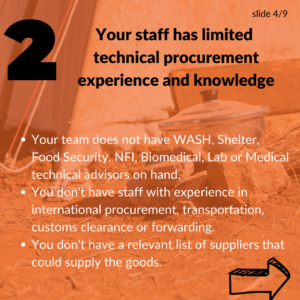 slide 4/9
2
Your staff has limited
technical procurement
experience and knowledge
• Your team does not have WASH, Shelter,
Food Security, NFI, Biomedical, Lab or Medical
technical advisors on hand.
• You don't have staff with experience in
international procurement, transportation,
customs clearance or forwarding.
• You don't have a relevant list of suppliers that
could supply the goods.